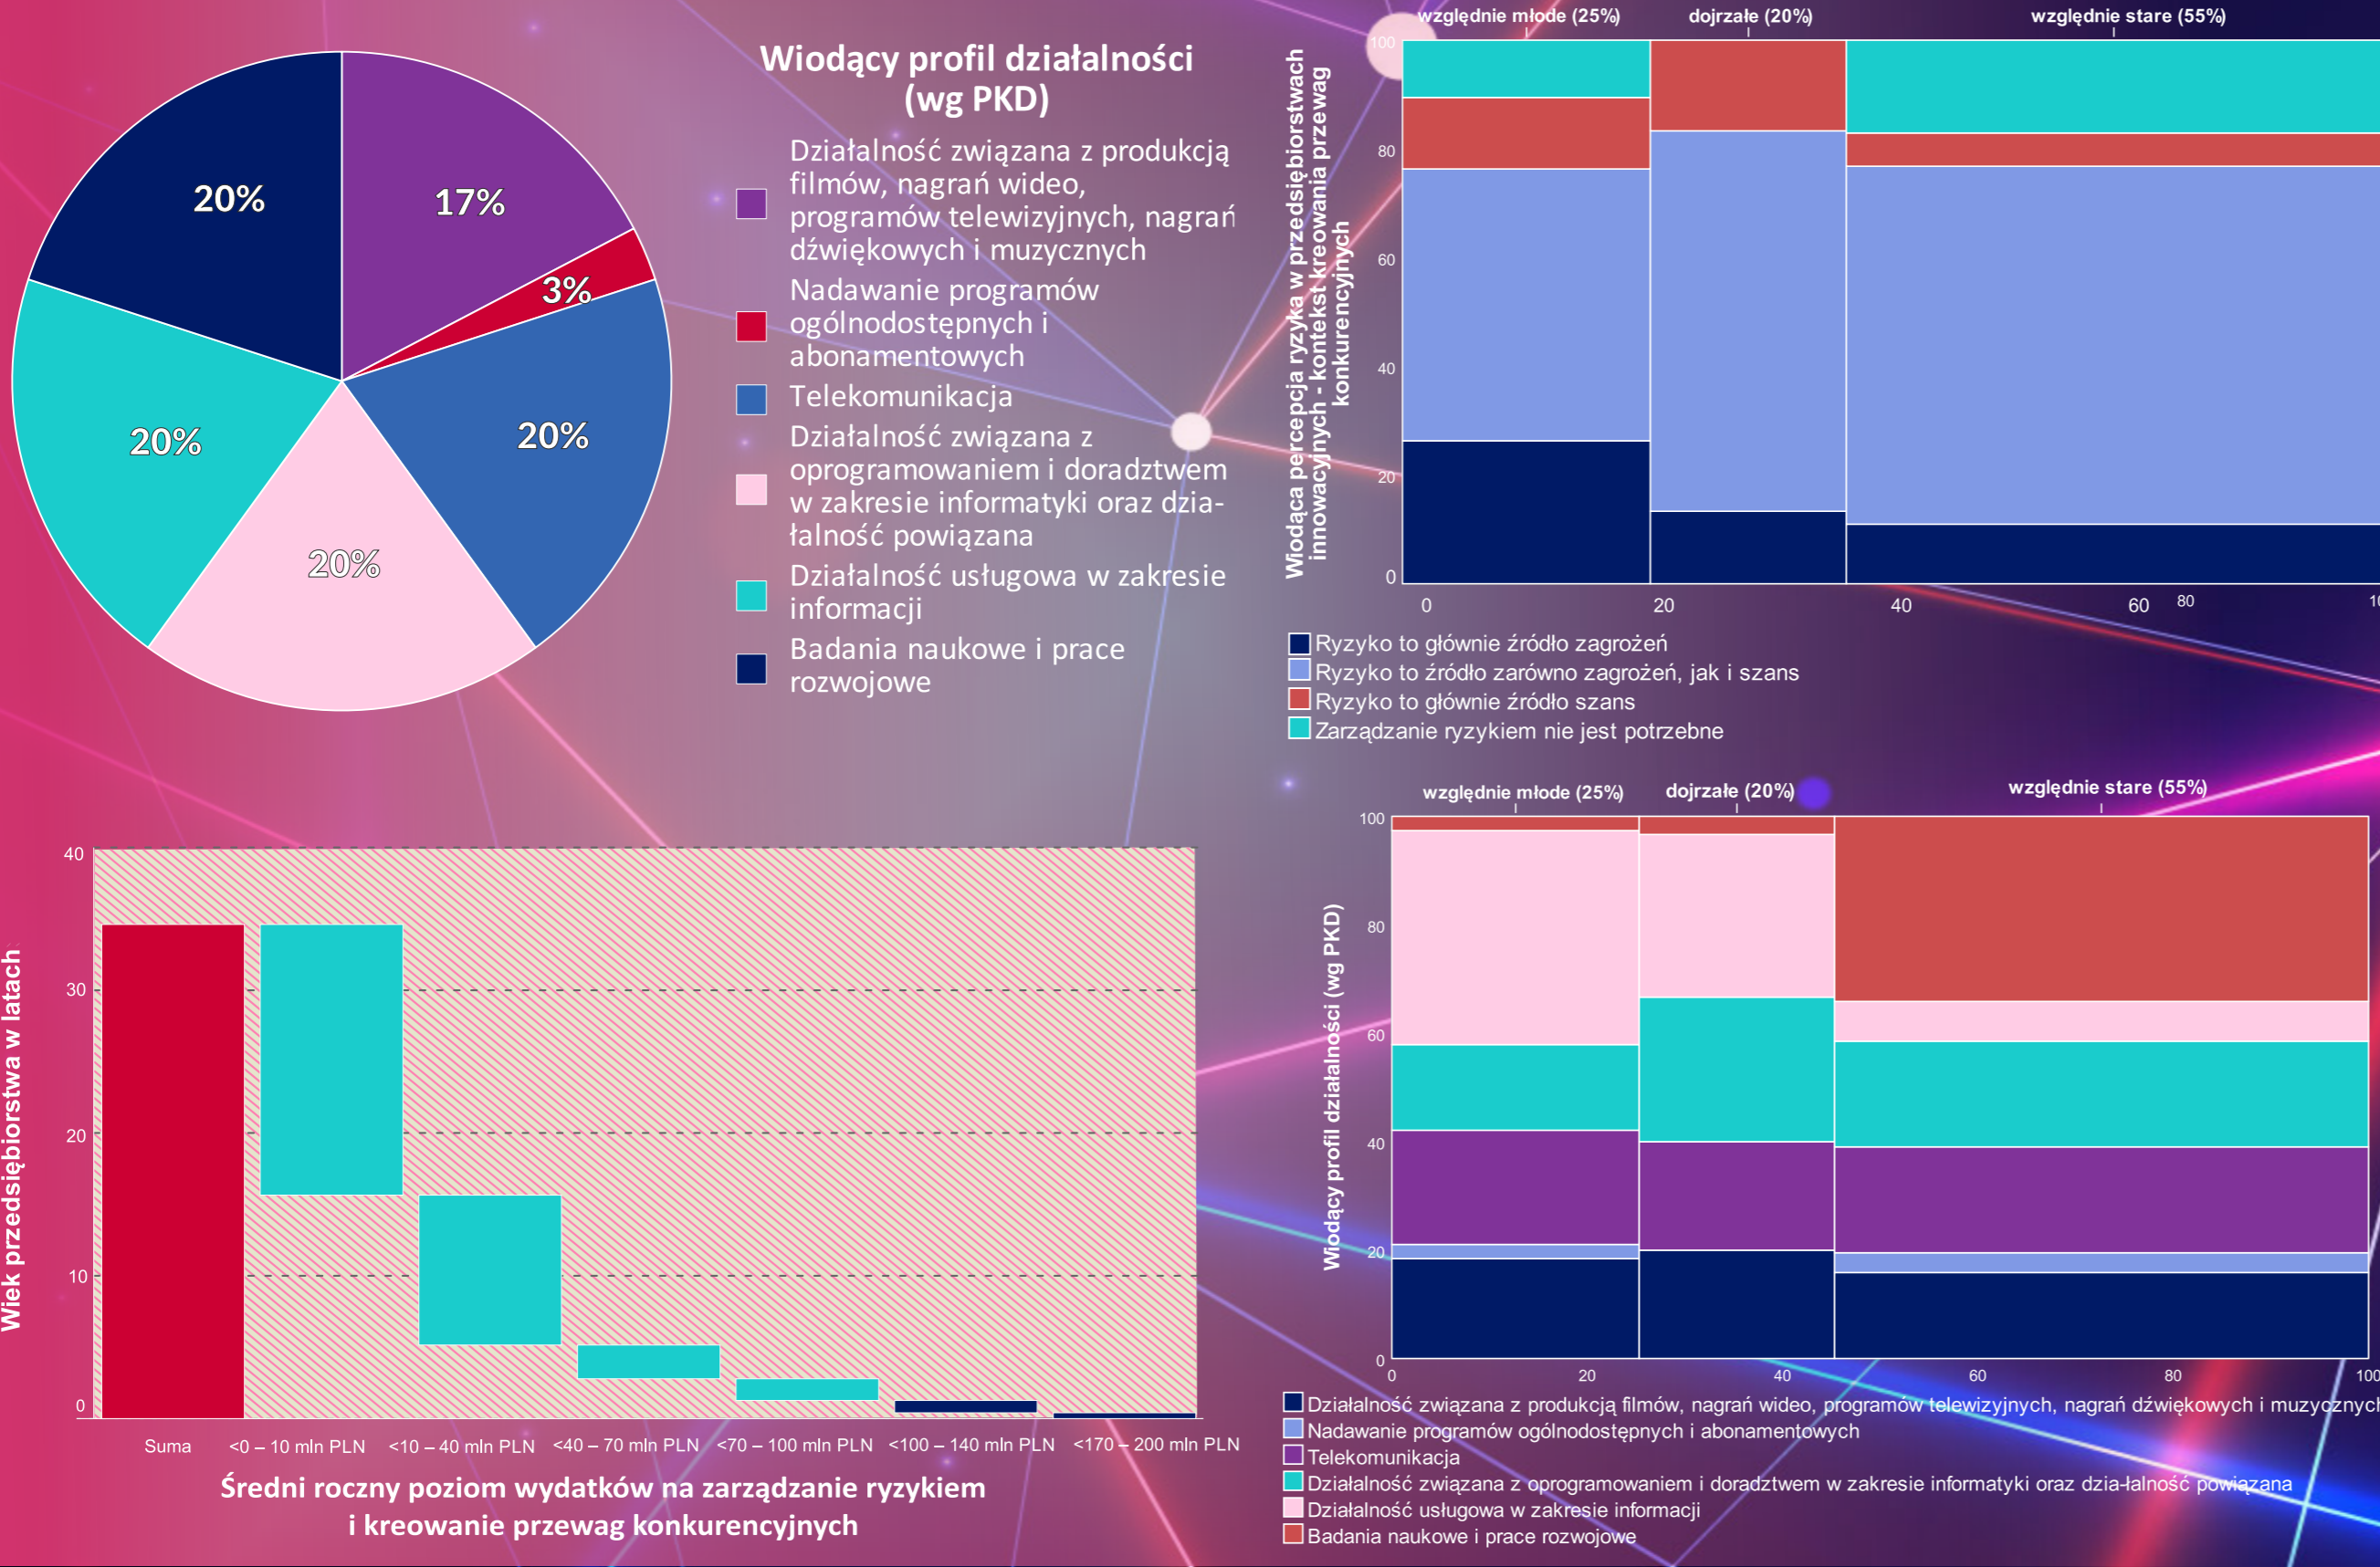 Wiodący profil działalności
(wg PKD)
20%
17%
3%
20%
20%
20%
Działalność związana z produkcją
filmów, nagrań wideo,
programów telewizyjnych, nagrań
dźwiękowych i muzycznych
Nadawanie programów
ogólnodostępnych i
abonamentowych
Telekomunikacja
Działalność związana z
oprogramowaniem i doradztwem
w zakresie informatyki oraz dzia-
łalność powiązana
Działalność usługowa w zakresie
informacji
Badania naukowe i prace
rozwojowe
względnie młode (25%)
dojrzałe (20%)
względnie stare (55%)
Wiodąca percepcja ryzyka w przedsiębiorstwach
innowacyjnych - kontekst kreowania przewag
konkurencyjnych
100
80
60
40
20
0
0
20
40
60
80
Ryzyko to głównie źródło zagrożeń
Ryzyko to źródło zarówno zagrożeń, jak i szans
Ryzyko to głównie źródło szans
Zarządzanie ryzykiem nie jest potrzebne
Wiek przedsiębiorstwa w latach
40
30
20
10
0
Suma
<0 – 10 mln PLN
<10 – 40 mln PLN
<40 – 70 mln PLN
<70 – 100 mln PLN
<100 – 140 mln PLN
<170 – 200 mln PLN
Średni roczny poziom wydatków na zarządzanie ryzykiem
i kreowanie przewag konkurencyjnych
względnie młode (25%)
dojrzałe (20%)
względnie stare (55%)
Wiodący profil działalności (wg PKD)
100
80
60
40
20
0
0
20
40
60
80
100
Działalność związana z produkcją filmów, nagrań wideo, programów telewizyjnych, nagrań dźwiękowych i muzycznych
Nadawanie programów ogólnodostępnych i abonamentowych
Telekomunikacja
Działalność związana z oprogramowaniem i doradztwem w zakresie informatyki oraz dzia-łalność powiązana
Działalność usługowa w zakresie informacji
Badania naukowe i prace rozwojowe